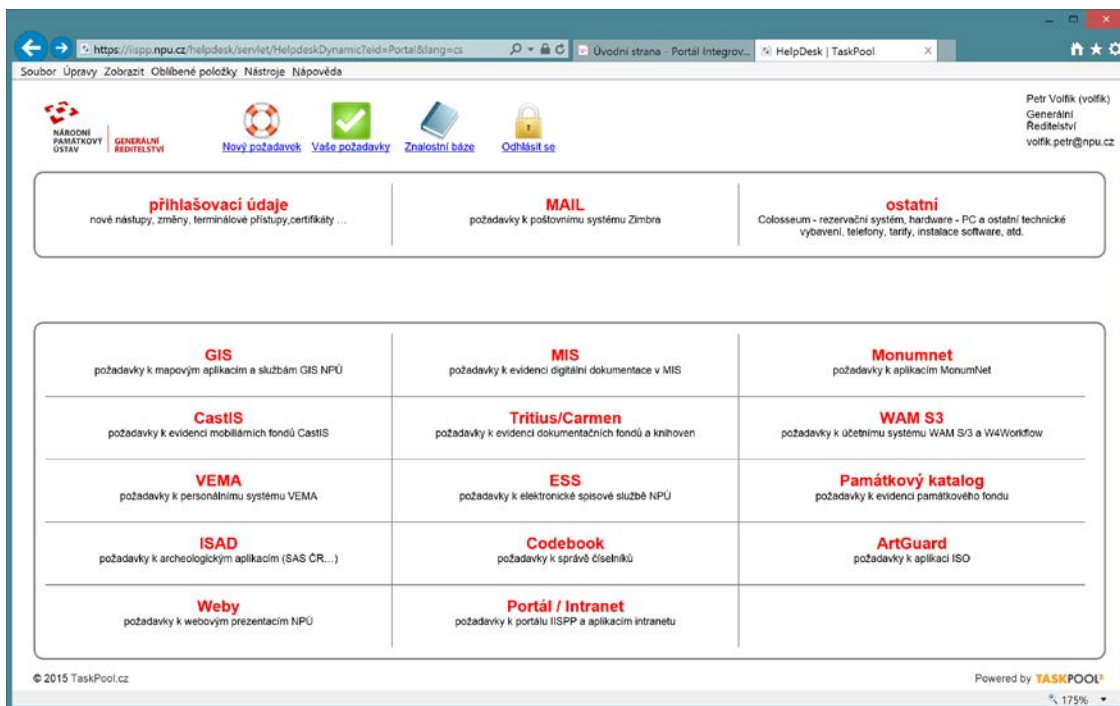 https://iispp.npu.cz/helpdesk/servlet/HelpdeskDynamic?eid=Portal&lang=cs
Úvodní strana - Portál Integrov...
HelpDesk | TaskPool
Soubor Úpravy Zobrazit Oblíbené položky Nástroje Nápověda
NÁRODNÍ
PAMÁTKOVÝ
ÚSTAV
GENERÁLNÍ
ŘEDITELSTVÍ
Nový požadavek Vaše požadavky Znalostní báze Odhlásit se
Petr Volfík (volfik)
Generální
Ředitelství
volfik.petr@npu.cz
přihlašovací údaje
nové nástupy, změny, terminálové přístupy,certifikáty ...
MAIL
požadavky k poštovnímu systému Zimbra
ostatní
Colosseum - rezervační systém, hardware - PC a ostatní technické
vybavení, telefony, tarify, instalace software, atd.
GIS
požadavky k mapovým aplikacím a službám GIS NPÚ
MIS
požadavky k evidenci digitální dokumentace v MIS
Monumnet
požadavky k aplikacím MonumNet
CastIS
požadavky k evidenci mobiliárních fondů CastIS
Tritius/Carmen
požadavky k evidenci dokumentačních fondů a knihoven
WAM S3
požadavky k účetnímu systému WAM S/3 a W4Workflow
VEMA
požadavky k personálnímu systému VEMA
ESS
požadavky k elektronické spisové službě NPÚ
Památkový katalog
požadavky k evidenci památkového fondu
ISAD
požadavky k archeologickým aplikacím (SAS ČR...)
Codebook
požadavky k správě číselníků
ArtGuard
požadavky k aplikaci ISO
Weby
požadavky k webovým prezentacím NPÚ
Portál / Intranet
požadavky k portálu IISPP a aplikacím intranetu
© 2015 TaskPool.cz
Powered by TASKPOOL³
175%